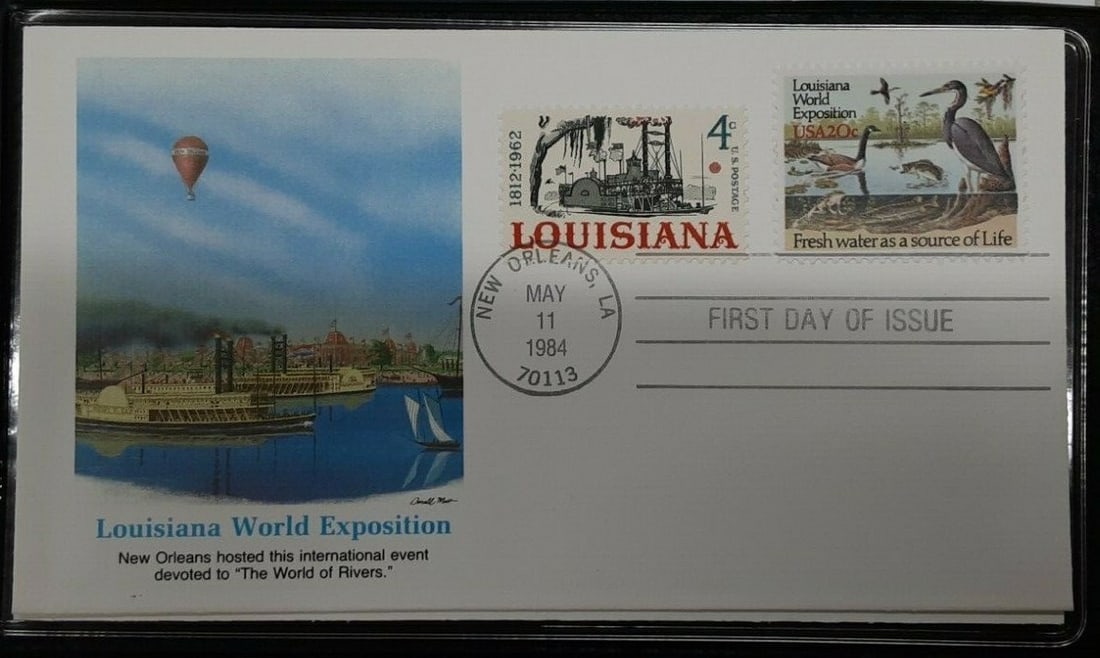 1812-1962
4c
U.S. POSTAGE
LOUISIANA
Louisiana
World
Exposition
USA20c
Fresh water as a source of Life
NEW ORLEANS, LA
MAY
11
1984
70113
FIRST DAY OF ISSUE
Louisiana World Exposition
New Orleans hosted this international event
devoted to "The World of Rivers."